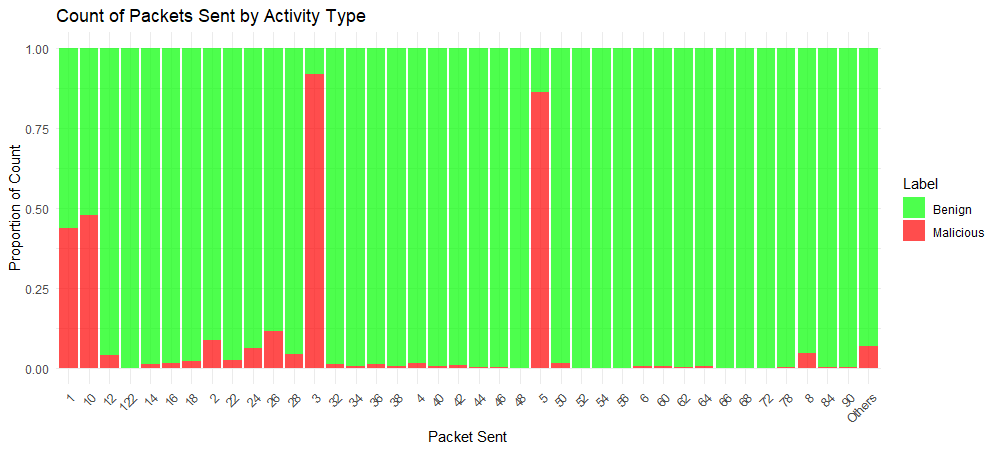 Count of Packets Sent by Activity Type
Proportion of Count
1.00
0.75
0.50
0.25
0.00
1 10 12 122 14 16 18 2 22 24 26 28 3 32 34 36 38 4 40 42 44 46 48 5 50 52 54 56 6 60 62 64 66 68 72 78 8 84 90 Others
Packet Sent
Label
Benign
Malicious